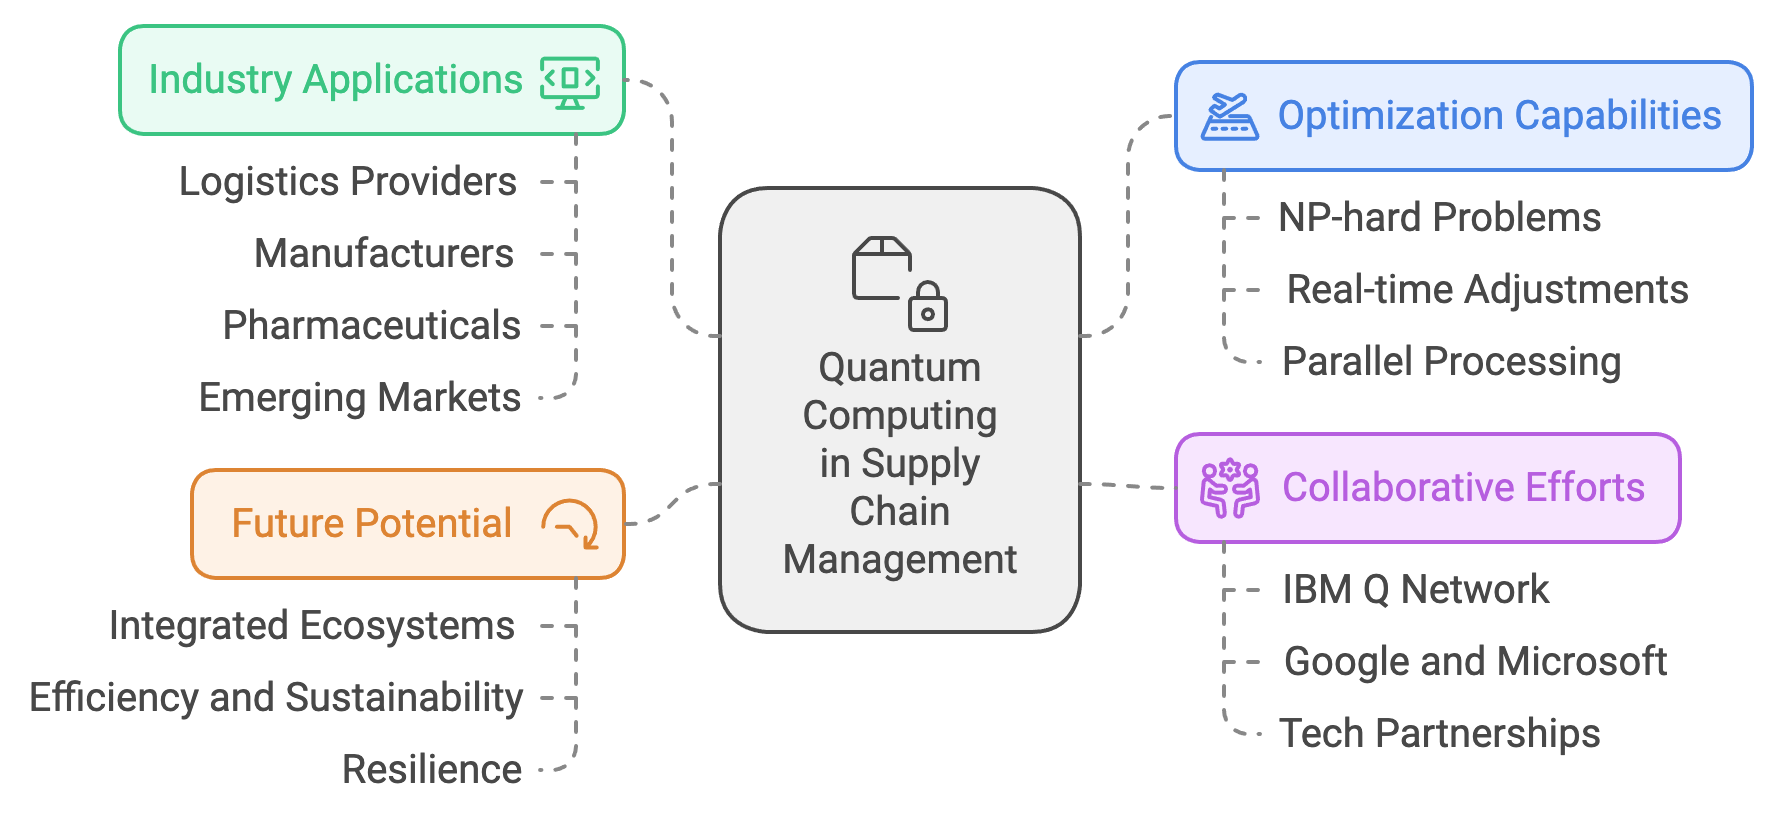 Industry Applications
Logistics Providers
Manufacturers
Pharmaceuticals
Emerging Markets
Future Potential
Integrated Ecosystems
Efficiency and Sustainability
Resilience
Quantum
Computing
in Supply
Chain
Management
Optimization Capabilities
NP-hard Problems
Real-time Adjustments
Parallel Processing
Collaborative Efforts
IBM Q Network
Google and Microsoft
Tech Partnerships